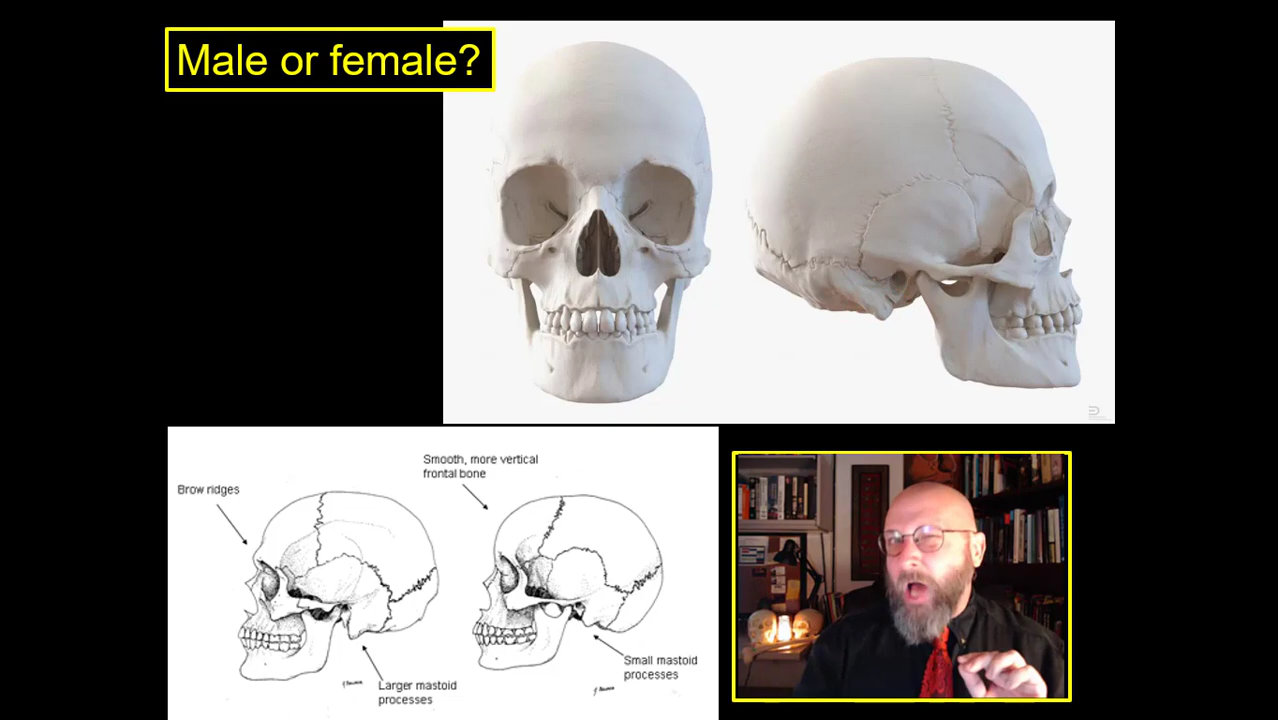 Male or female?
Smooth, more vertical
frontal bone
Brow ridges
Small mastoid
processes
Larger mastoid
processes